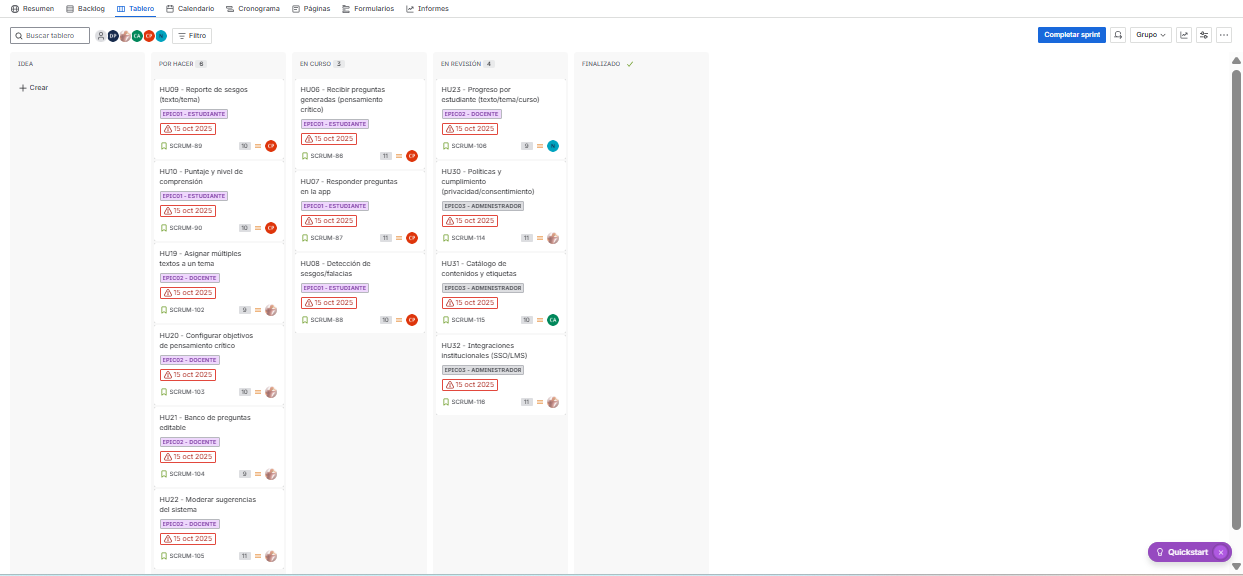 Resumen Backlog Tablero Calendario Cronograma Páginas Formularios Informes
Buscar tablero DP CA CP N Filtro Completar sprint Grupo
IDEA
+ Crear
POR HACER 6
HU09 - Reporte de sesgos
(texto/tema)
EPIC01 - ESTUDIANTE
15 oct 2025
SCRUM-89 10 CP
HU10 - Puntaje y nivel de
comprensión
EPIC01 - ESTUDIANTE
15 oct 2025
SCRUM-90 10 CP
HU19 - Asignar múltiples
textos a un tema
EPIC02 - DOCENTE
15 oct 2025
SCRUM-102 9
HU20 - Configurar objetivos
de pensamiento crítico
EPIC02 - DOCENTE
15 oct 2025
SCRUM-103 10
HU21 - Banco de preguntas
editable
EPIC02 - DOCENTE
15 oct 2025
SCRUM-104 9
HU22 - Moderar sugerencias
del sistema
EPIC02 - DOCENTE
15 oct 2025
SCRUM-105 11
EN CURSO 3
HU06 - Recibir preguntas
generadas (pensamiento
crítico)
EPIC01 - ESTUDIANTE
15 oct 2025
SCRUM-86 11 CP
HU07 - Responder preguntas
en la app
EPIC01 - ESTUDIANTE
15 oct 2025
SCRUM-87 11 CP
HU08 - Detección de
sesgos/falacias
EPIC01 - ESTUDIANTE
15 oct 2025
SCRUM-88 10 CP
EN REVISIÓN 4
HU23 - Progreso por
estudiante (texto/tema/curso)
EPIC02 - DOCENTE
15 oct 2025
SCRUM-106 9 N
HU30 - Políticas y
cumplimiento
(privacidad/consentimiento)
EPIC03 - ADMINISTRADOR
15 oct 2025
SCRUM-114 11
HU31 - Catálogo de
contenidos y etiquetas
EPIC03 - ADMINISTRADOR
15 oct 2025
SCRUM-115 10 CA
HU32 - Integraciones
institucionales (SSO/LMS)
EPIC03 - ADMINISTRADOR
15 oct 2025
SCRUM-116 11
FINALIZADO
Quickstart